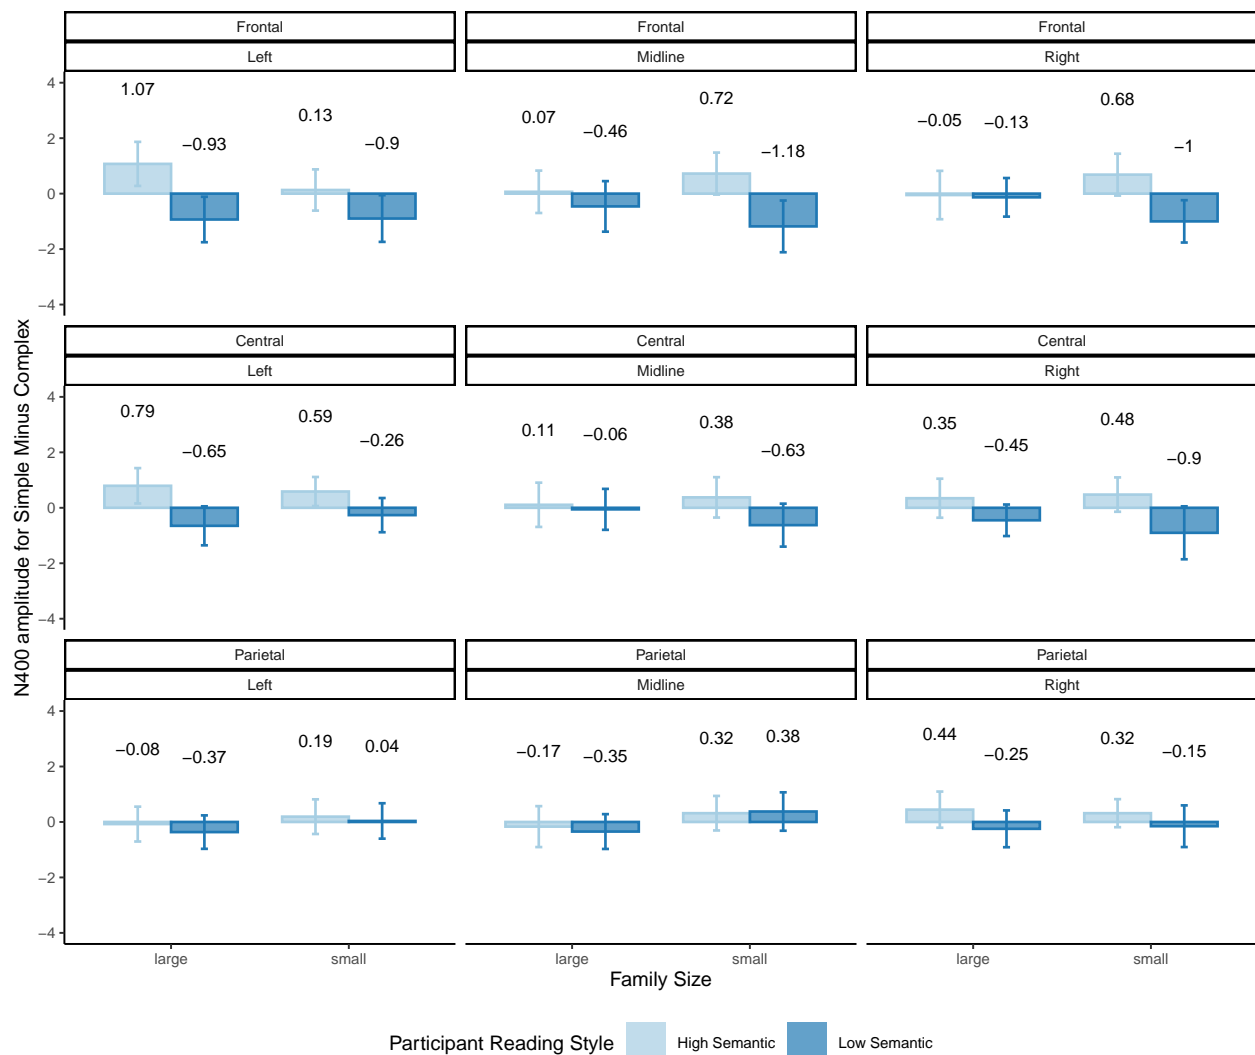 Frontal Frontal Frontal
Left Midline Right
4
1.07 0.13 −0.93 −0.9 0.07 −0.46 0.72 −1.18 −0.05 −0.13 0.68 −1
2
0
−2
−4
N400 amplitude for Simple Minus Complex
Central Central Central
Left Midline Right
4
0.79 −0.65 0.59 −0.26 0.11 −0.06 0.38 −0.63 0.35 −0.45 0.48 −0.9
2
0
−2
−4
Parietal Parietal Parietal
Left Midline Right
4
−0.08 −0.37 0.19 0.04 −0.17 −0.35 0.32 0.38 0.44 −0.25 0.32 −0.15
2
0
−2
−4
large small large small large small
Family Size
Participant Reading Style High Semantic Low Semantic